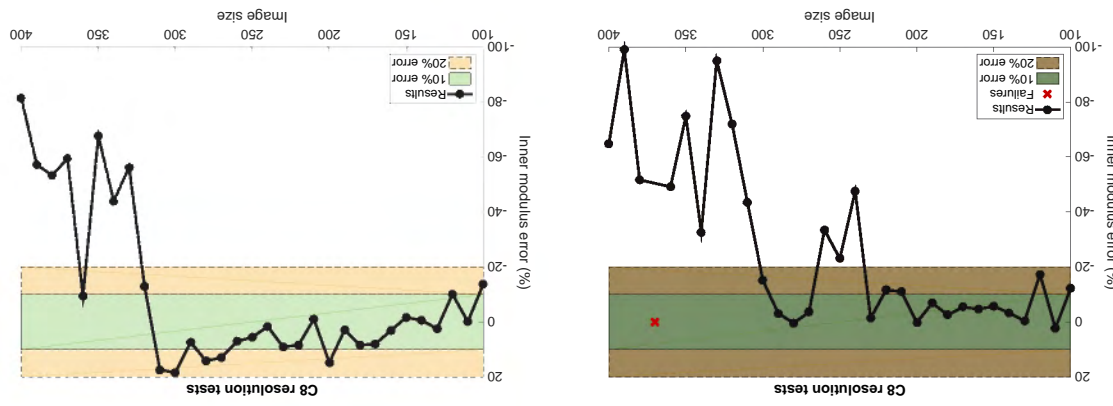 C8 resolution tests
Inner modulus error (%)
20
0
-20
-40
-60
-80
-100
Results
Failures
10% error
20% error
100 150 200 250 300 350 400
Image size
C8 resolution tests
Inner modulus error (%)
20
0
-20
-40
-60
-80
-100
Results
10% error
20% error
100 150 200 250 300 350 400
Image size